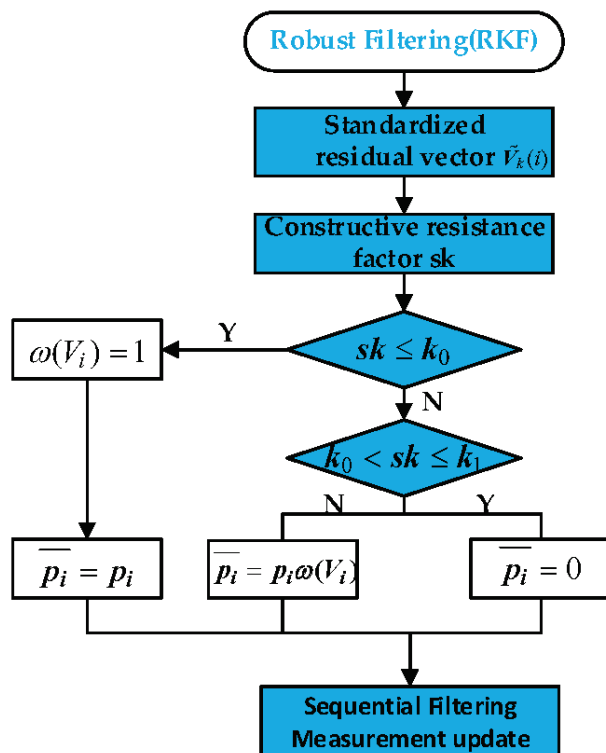 Robust Filtering(RKF)
Standardized
residual vector Ṽₖ(i)
Constructive resistance
factor sk
Y
ω(Vᵢ) = 1
sk ≤ k₀
N
k₀ < sk ≤ k₁
N
Y
p̅ᵢ = pᵢ
p̅ᵢ = pᵢω(Vᵢ)
p̅ᵢ = 0
Sequential Filtering
Measurement update